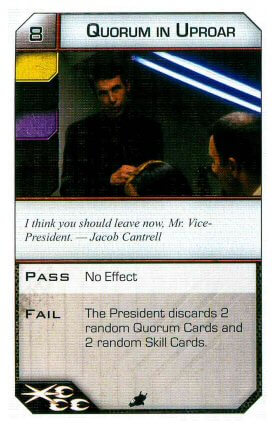 8
QUORUM IN UPROAR
I think you should leave now, Mr. Vice-
President. — Jacob Cantrell
PASS No Effect
FAIL The President discards 2
random Quorum Cards and
2 random Skill Cards.